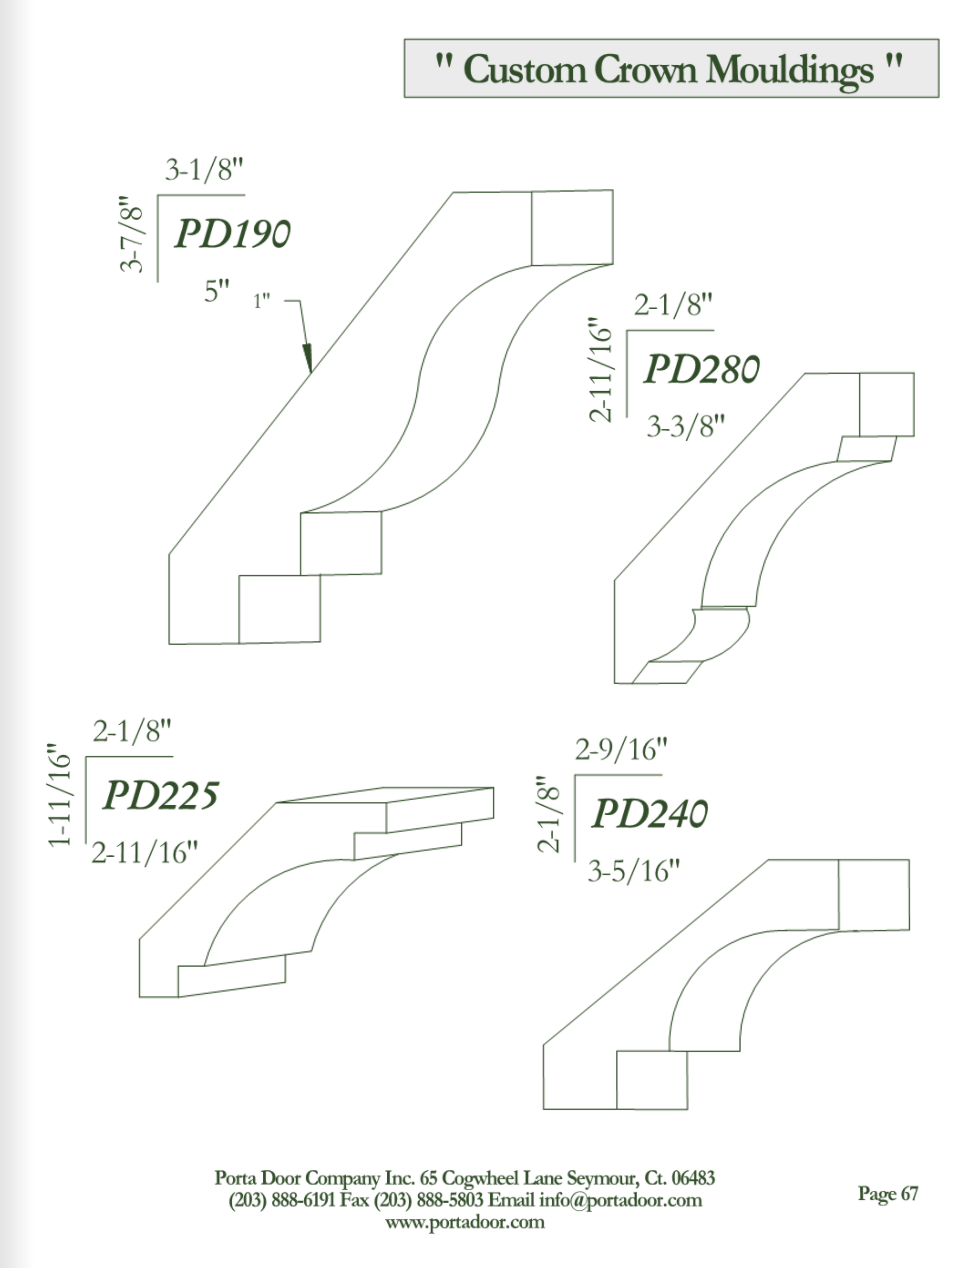 " Custom Crown Mouldings "
3-1/8"
3-7/8"
PD190
5"
1"
2-1/8"
2-11/16"
PD280
3-3/8"
2-1/8"
1-11/16"
PD225
2-11/16"
2-9/16"
2-1/8"
PD240
3-5/16"
Porta Door Company Inc. 65 Cogwheel Lane Seymour, Ct. 06483
(203) 888-6191 Fax (203) 888-5803 Email info@portadoor.com
www.portadoor.com
Page 67